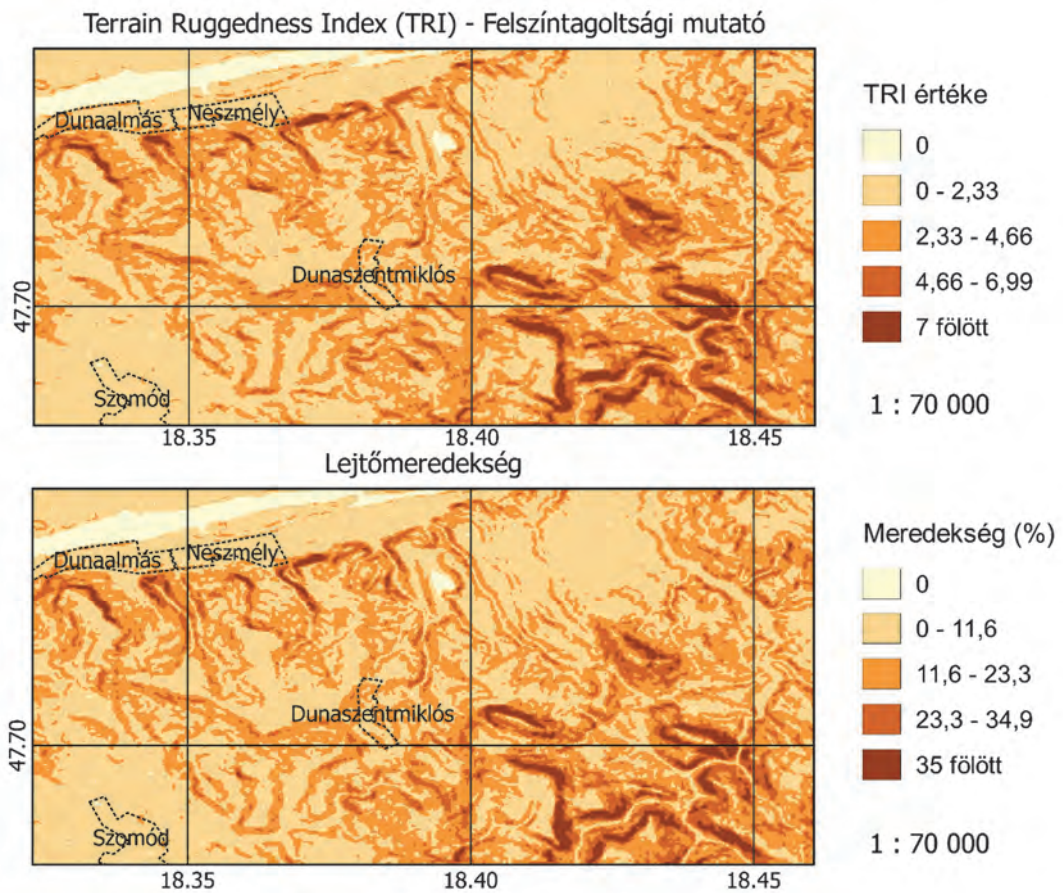 Terrain Ruggedness Index (TRI) - Felszíntagoltsági mutató
Dunaalmás
Neszmély
Dunaszentmiklós
Szomód
47.70
18.35
18.40
18.45
TRI értéke
0
0 - 2,33
2,33 - 4,66
4,66 - 6,99
7 fölött
1 : 70 000
Lejtőmeredekség
Dunaalmás
Neszmély
Dunaszentmiklós
Szomód
47.70
18.35
18.40
18.45
Meredekség (%)
0
0 - 11,6
11,6 - 23,3
23,3 - 34,9
35 fölött
1 : 70 000